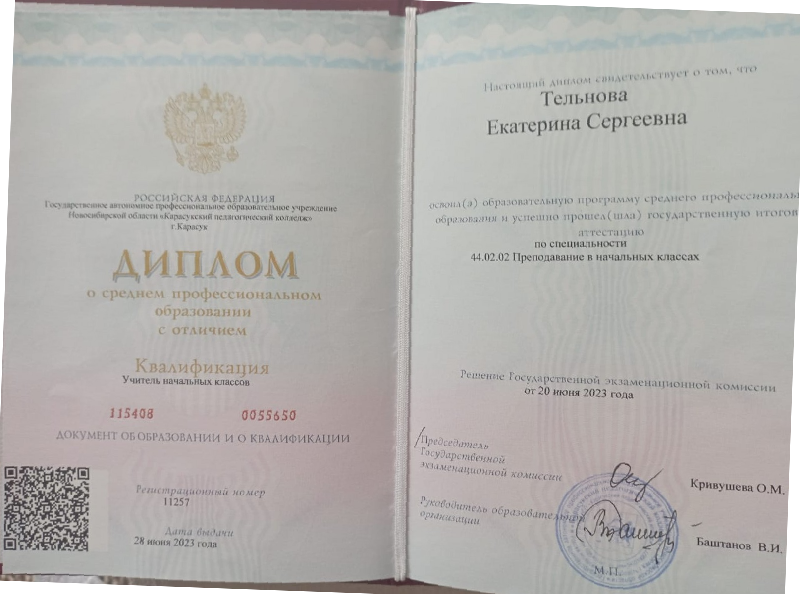 РОССИЙСКАЯ ФЕДЕРАЦИЯ
Государственное автономное профессиональное образовательное учреждение
Новосибирской области «Карасукский педагогический колледж»
г.Карасук
ДИПЛОМ
о среднем профессиональном
образовании
с отличием
Квалификация
Учитель начальных классов
115408 0055650
ДОКУМЕНТ ОБ ОБРАЗОВАНИИ И О КВАЛИФИКАЦИИ
Регистрационный номер
11257
Дата выдачи
28 июня 2023 года
Настоящий диплом свидетельствует о том, что
Тельнова
Екатерина Сергеевна
освоил(а) образовательную программу среднего профессиональ
образования и успешно прошел(шла) государственную итогов
аттестацию
по специальности
44.02.02 Преподавание в начальных классах
Решение Государственной экзаменационной комиссии
от 20 июня 2023 года
Председатель
Государственной
экзаменационной комиссии
Кривушева О.М.
Руководитель образовательной
организации
Баштанов В.И.
М.П.